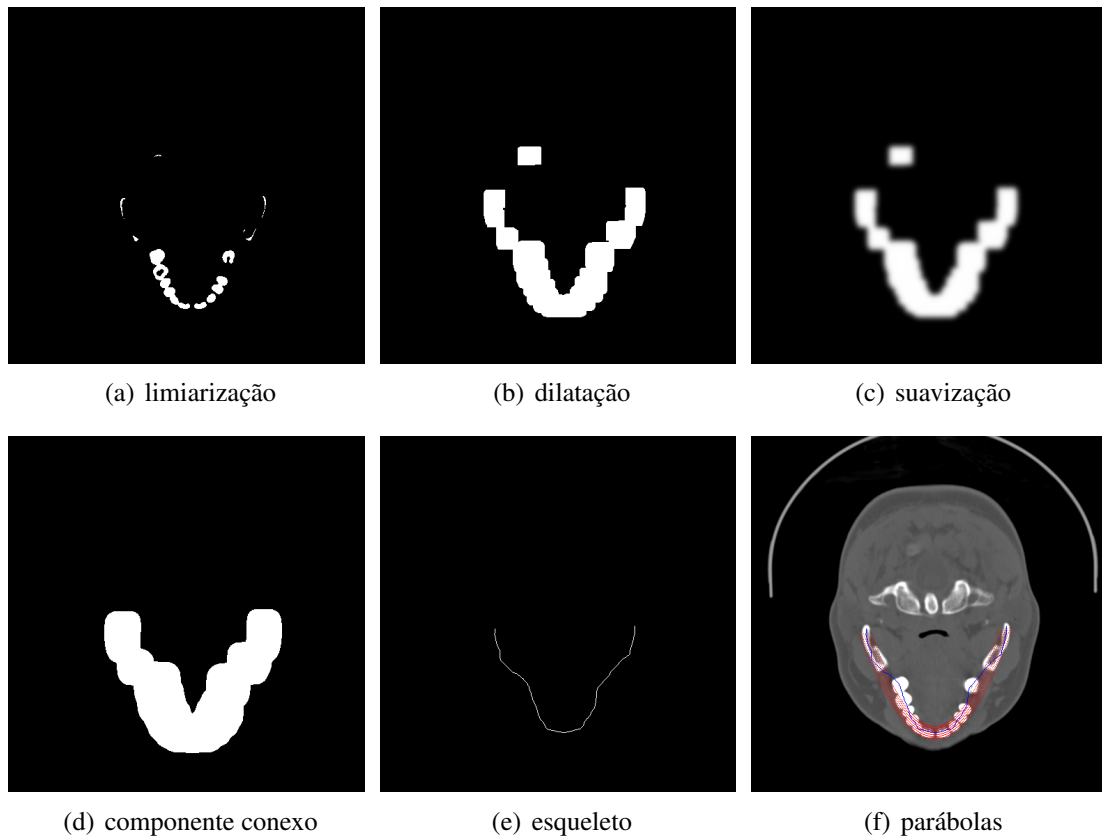 (a) limiarização
(b) dilatação
(c) suavização
(d) componente conexo
(e) esqueleto
(f) parábolas